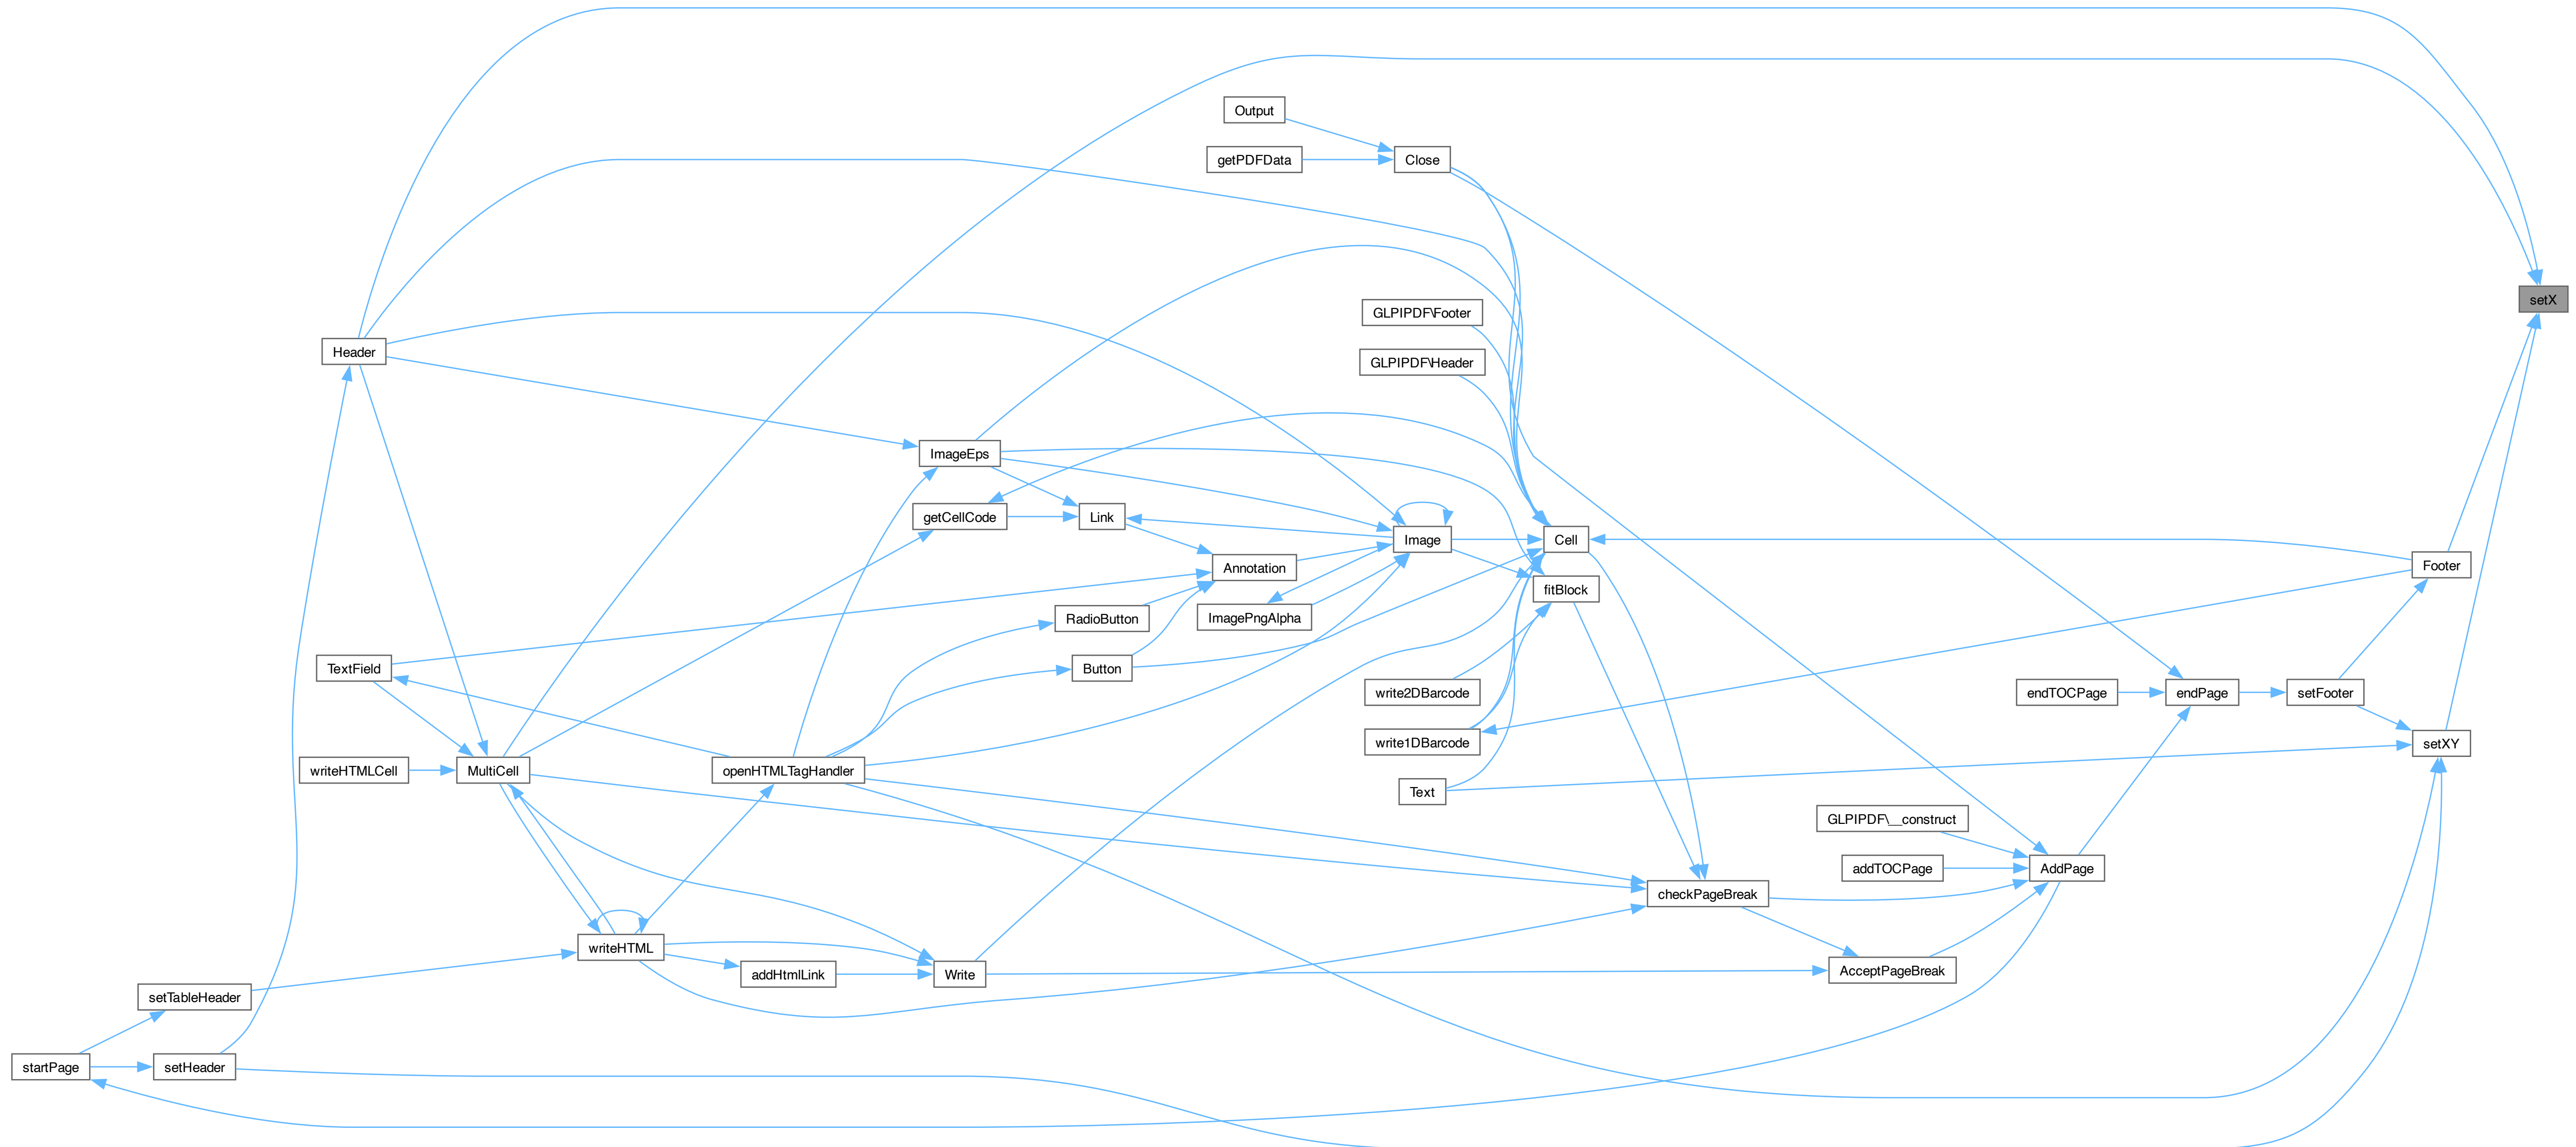 Output
getPDFData
Close
setX
GLPIPDF\Footer
Header
GLPIPDF\Header
ImageEps
getCellCode
Link
Image
Cell
Annotation
Footer
fitBlock
RadioButton
ImagePngAlpha
TextField
Button
write2DBarcode
endTOCPage
endPage
setFooter
write1DBarcode
setXY
writeHTMLCell
MultiCell
openHTMLTagHandler
Text
GLPIPDF\__construct
addTOCPage
AddPage
checkPageBreak
writeHTML
addHtmlLink
Write
AcceptPageBreak
setTableHeader
startPage
setHeader